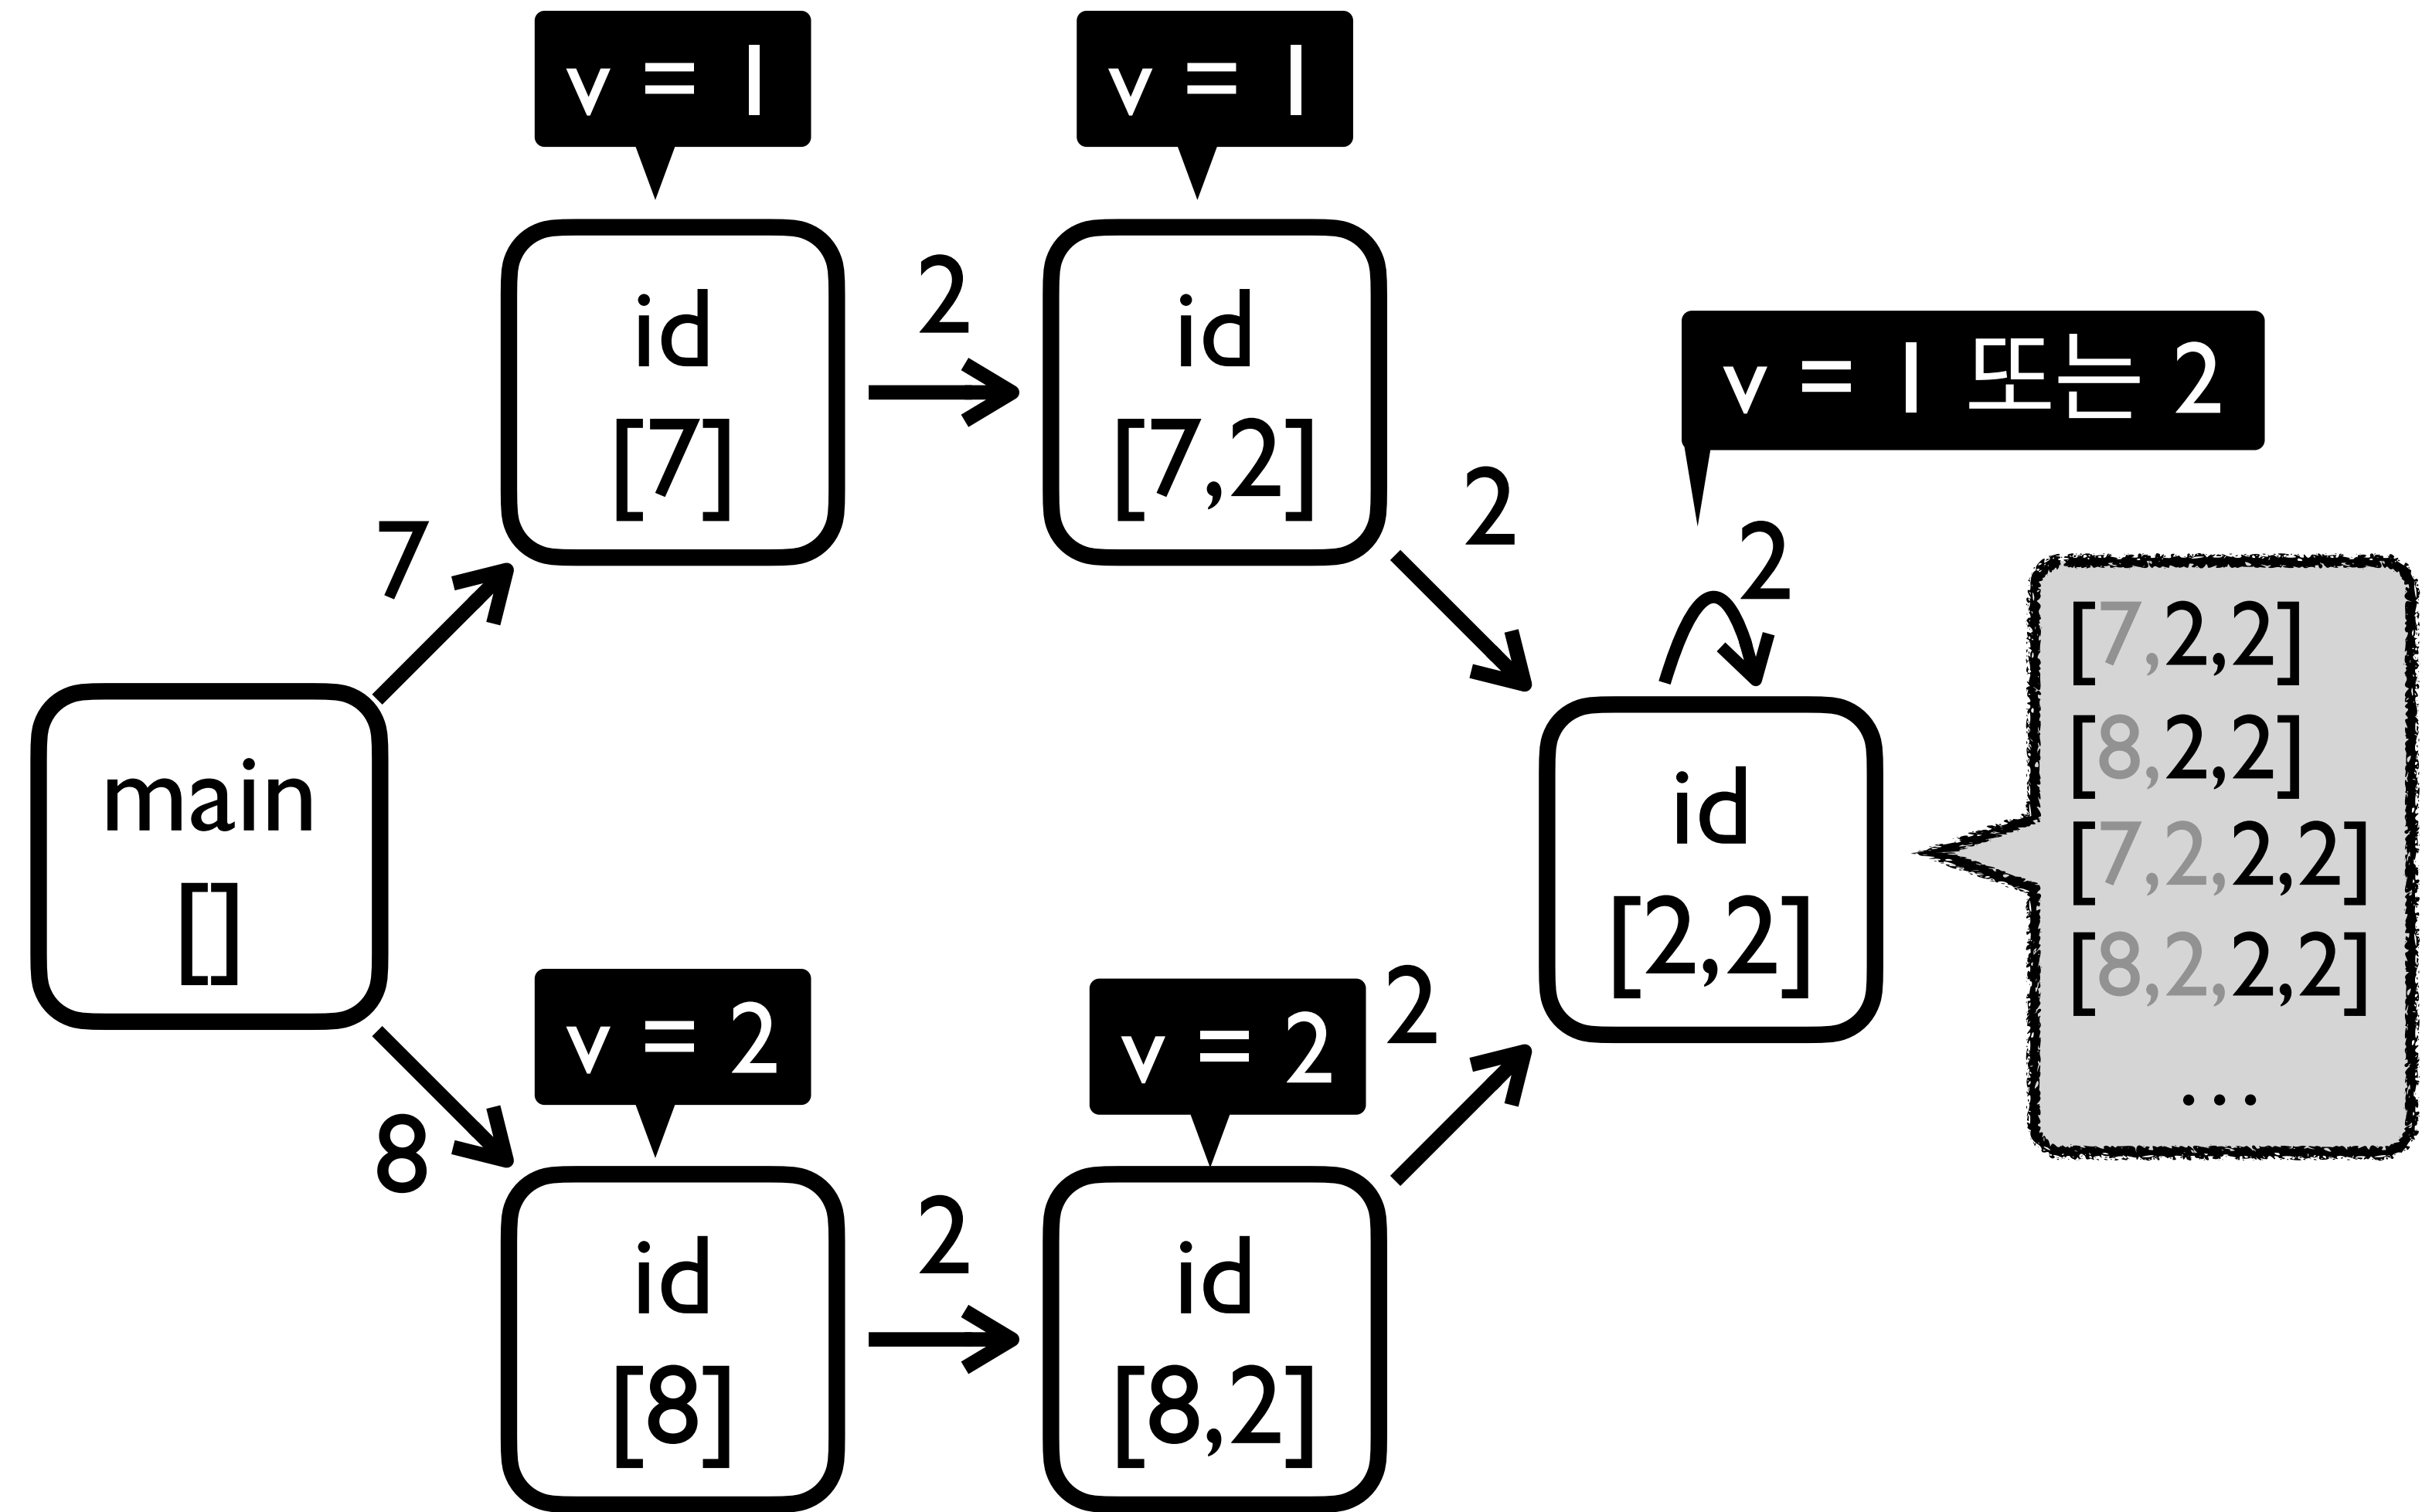 v = 1
v = 1
id
[7]
2
id
[7,2]
v = 1 또는 2
7
2
2
main
[]
id
[2,2]
[7,2,2]
[8,2,2]
[7,2,2,2]
[8,2,2,2]
...
8
v = 2
v = 2
2
id
[8]
2
id
[8,2]